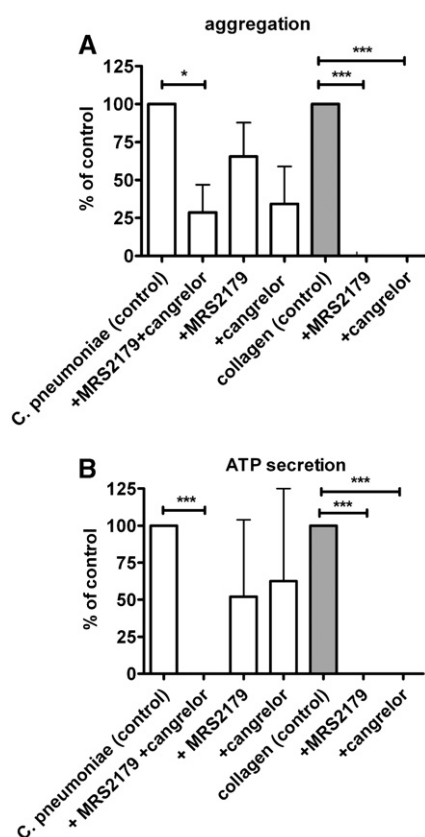 A
aggregation
% of control
125
100
75
50
25
0
*
***
***
C. pneumoniae (control)
+MRS2179+cangrelor
+MRS2179
+cangrelor
collagen (control)
+MRS2179
+cangrelor
B
ATP secretion
% of control
125
100
75
50
25
0
***
***
***
C. pneumoniae (control)
+ MRS2179 +cangrelor
+ MRS2179
+cangrelor
collagen (control)
+MRS2179
+cangrelor